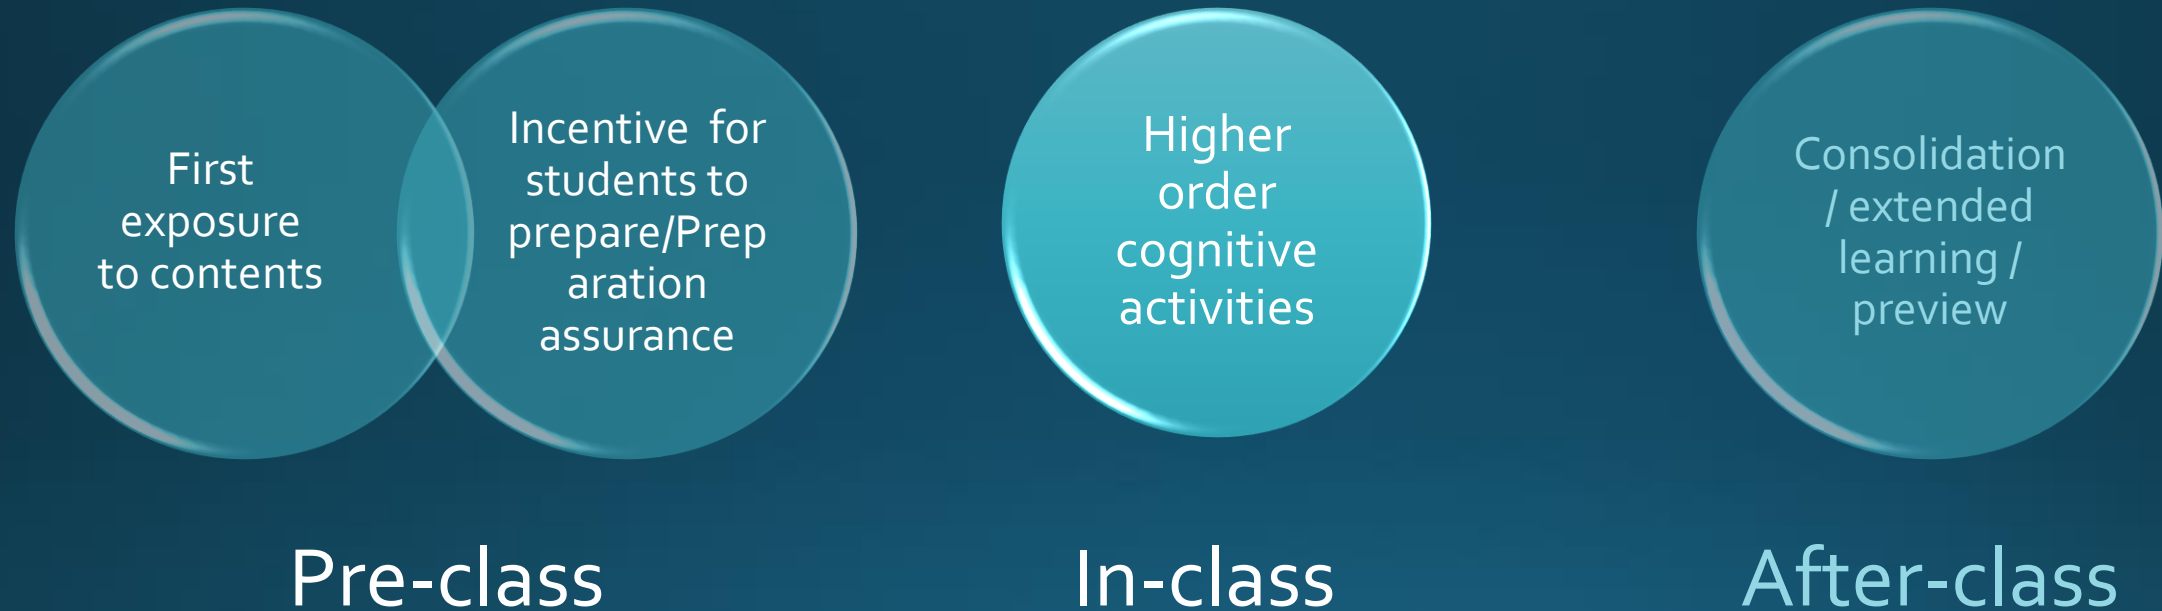 First
exposure
to contents
Incentive for
students to
prepare/Prep
aration
assurance
Higher
order
cognitive
activities
Consolidation
/ extended
learning /
preview
Pre-class
In-class
After-class